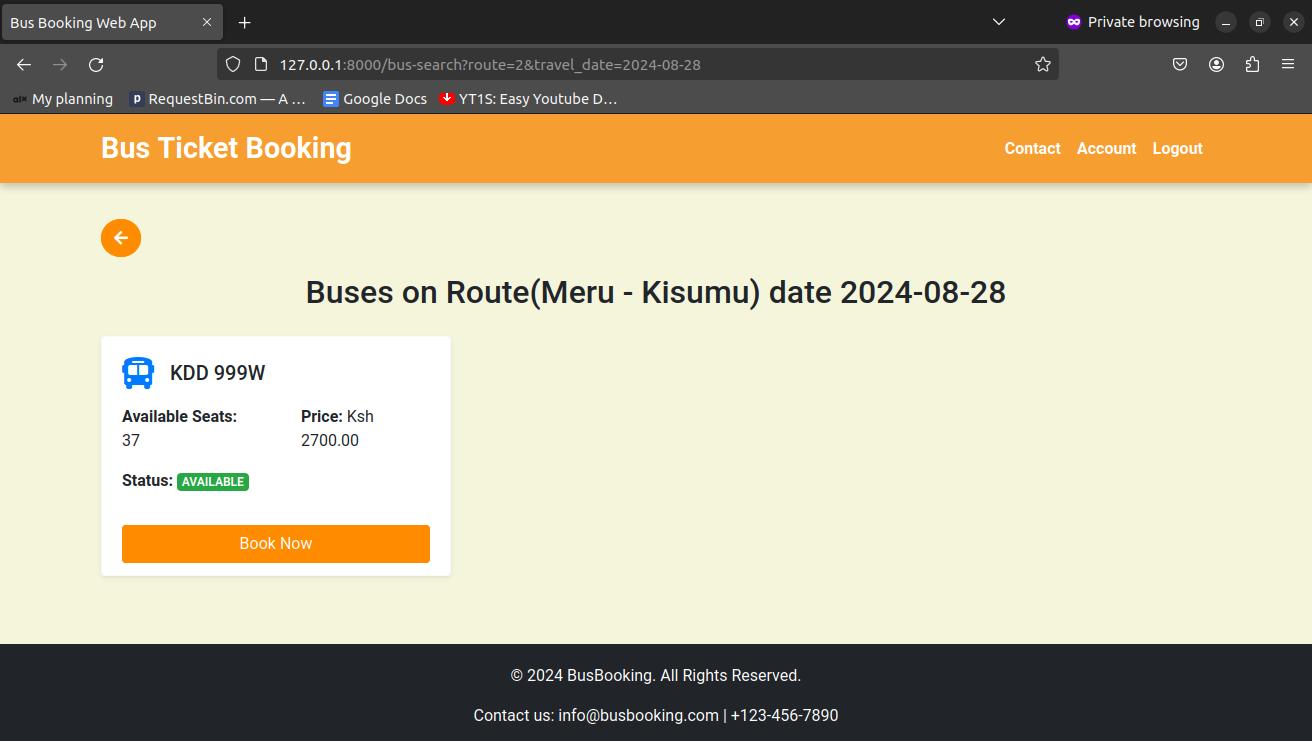 Bus Booking Web App
Private browsing
127.0.0.1:8000/bus-search?route=2&travel_date=2024-08-28
alx My planning
p RequestBin.com — A … Google Docs YT1S: Easy Youtube D…
Bus Ticket Booking
Contact Account Logout
Buses on Route(Meru - Kisumu) date 2024-08-28
KDD 999W
Available Seats:
37
Price: Ksh
2700.00
Status: AVAILABLE
Book Now
© 2024 BusBooking. All Rights Reserved.
Contact us: info@busbooking.com | +123-456-7890